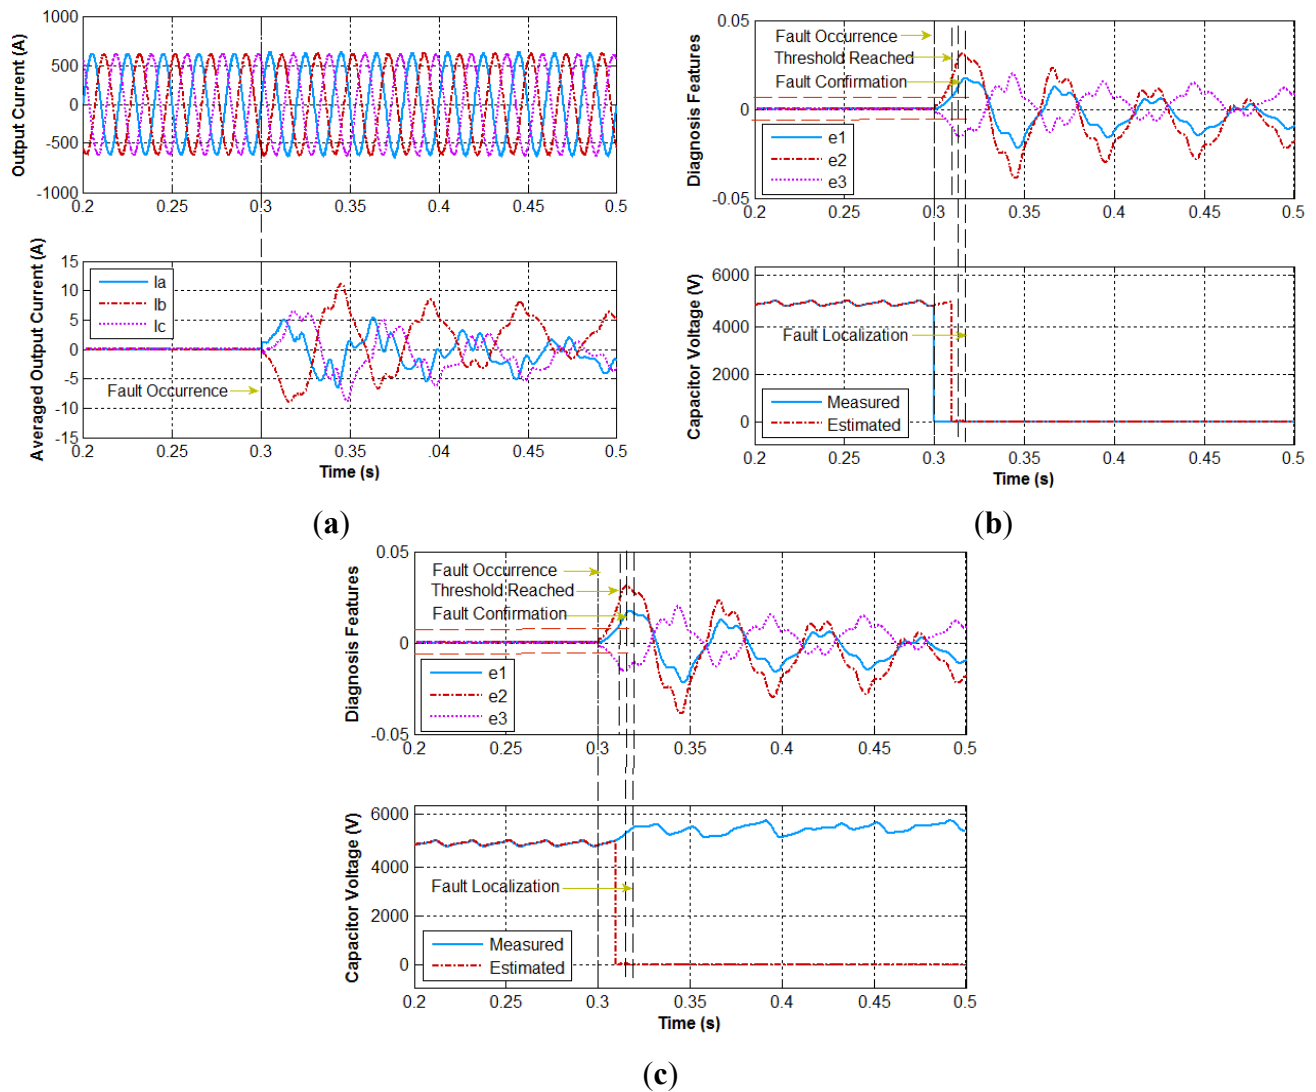 Output Current (A)
1000
500
0
-500
-1000
0.2 0.25 0.3 0.35 0.4 0.45 0.5
Averaged Output Current (A)
15
10
5
0
-5
-10
-15
Ia
Ib
Ic
Fault Occurrence
0.2 0.25 0.3 0.35 .04 0.45 0.5
Time (s)
(a)
Diagnosis Features
0.05
0
-0.05
Fault Occurrence
Threshold Reached
Fault Confirmation
e1
e2
e3
0.2 0.25 0.3 0.35 0.4 0.45 0.5
Capacitor Voltage (V)
6000
4000
2000
0
Fault Localization
Measured
Estimated
0.2 0.25 0.3 0.35 0.4 0.45 0.5
Time (s)
(b)
Diagnosis Features
0.05
0
-0.05
Fault Occurrence
Threshold Reached
Fault Confirmation
e1
e2
e3
0.2 0.25 0.3 0.35 0.4 0.45 0.5
Capacitor Voltage (V)
6000
4000
2000
0
Fault Localization
Measured
Estimated
0.2 0.25 0.3 0.35 0.4 0.45 0.5
Time (s)
(c)